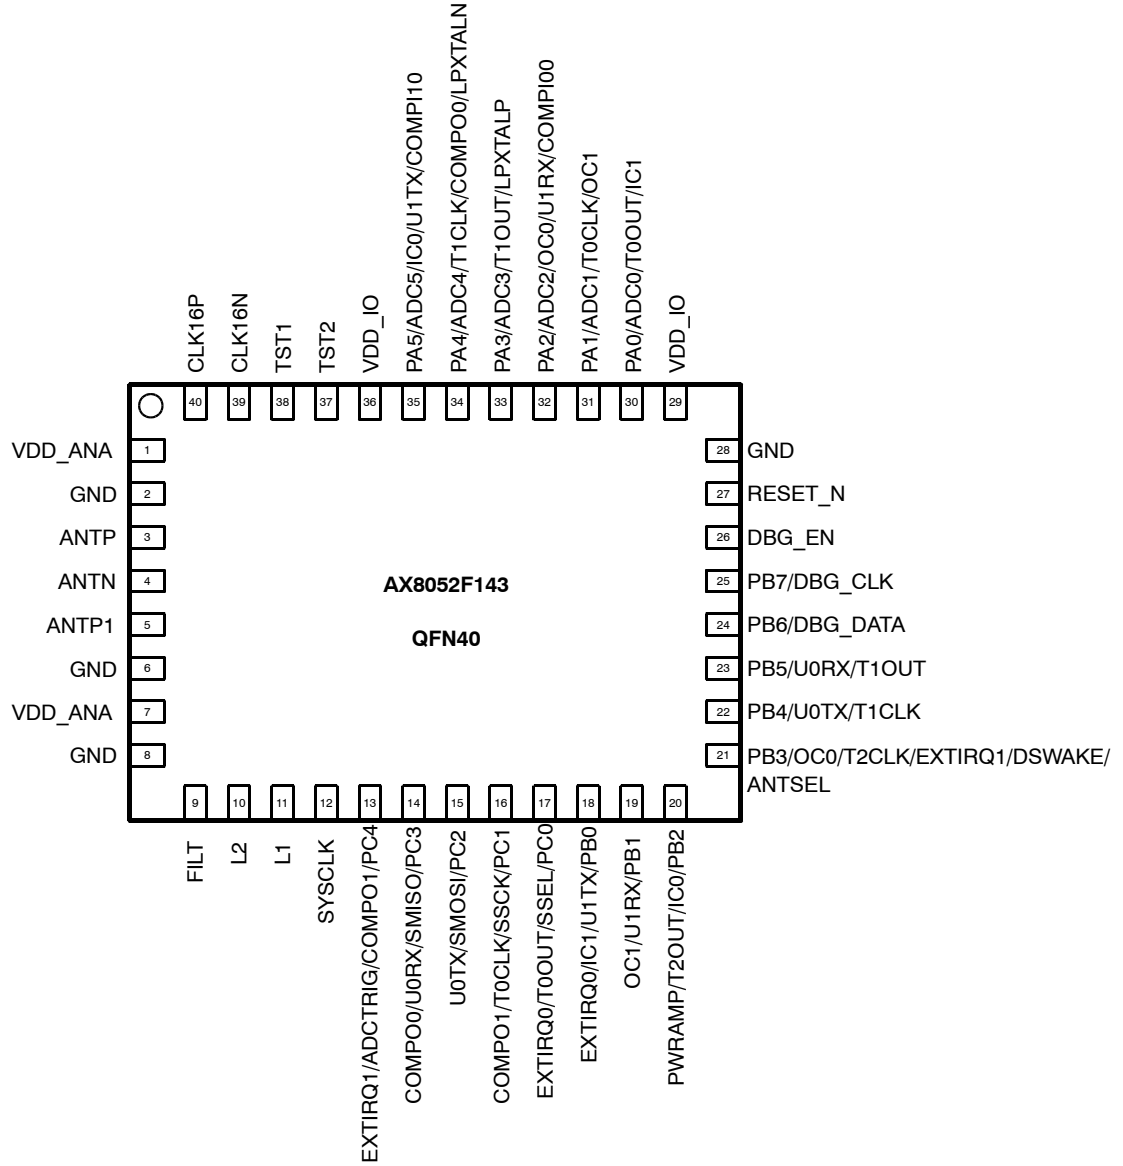 CLK16P
CLK16N
TST1
TST2
VDD_IO
PA5/ADC5/IC0/U1TX/COMPI10
PA4/ADC4/T1CLK/COMPO0/LPXTALN
PA3/ADC3/T1OUT/LPXTALP
PA2/ADC2/OC0/U1RX/COMPI00
PA1/ADC1/T0CLK/OC1
PA0/ADC0/T0OUT/IC1
VDD_IO
40 39 38 37 36 35 34 33 32 31 30 29
VDD_ANA 1
GND 2
ANTP 3
ANTN 4
ANTP1 5
GND 6
VDD_ANA 7
GND 8
AX8052F143
QFN40
28 GND
27 RESET_N
26 DBG_EN
25 PB7/DBG_CLK
24 PB6/DBG_DATA
23 PB5/U0RX/T1OUT
22 PB4/U0TX/T1CLK
21 PB3/OC0/T2CLK/EXTIRQ1/DSWAKE/
ANTSEL
9 10 11 12 13 14 15 16 17 18 19 20
FILT
L2
L1
SYSCLK
EXTIRQ1/ADCTRIG/COMPO1/PC4
COMPO0/U0RX/SMISO/PC3
U0TX/SMOSI/PC2
COMPO1/T0CLK/SSCK/PC1
EXTIRQ0/T0OUT/SSEL/PC0
EXTIRQ0/IC1/U1TX/PB0
OC1/U1RX/PB1
PWRAMP/T2OUT/IC0/PB2